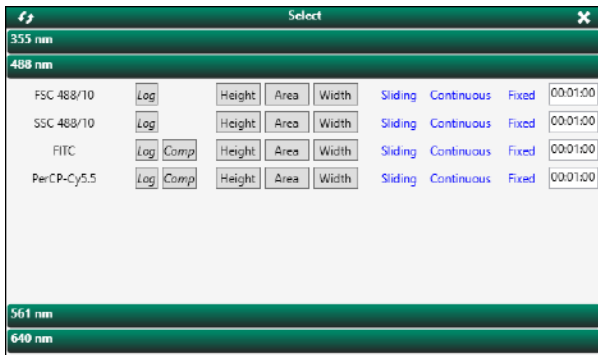 Select
355 nm
488 nm
FSC 488/10 Log Height Area Width Sliding Continuous Fixed 00:01:00
SSC 488/10 Log Height Area Width Sliding Continuous Fixed 00:01:00
FITC Log Comp Height Area Width Sliding Continuous Fixed 00:01:00
PerCP-Cy5.5 Log Comp Height Area Width Sliding Continuous Fixed 00:01:00
561 nm
640 nm